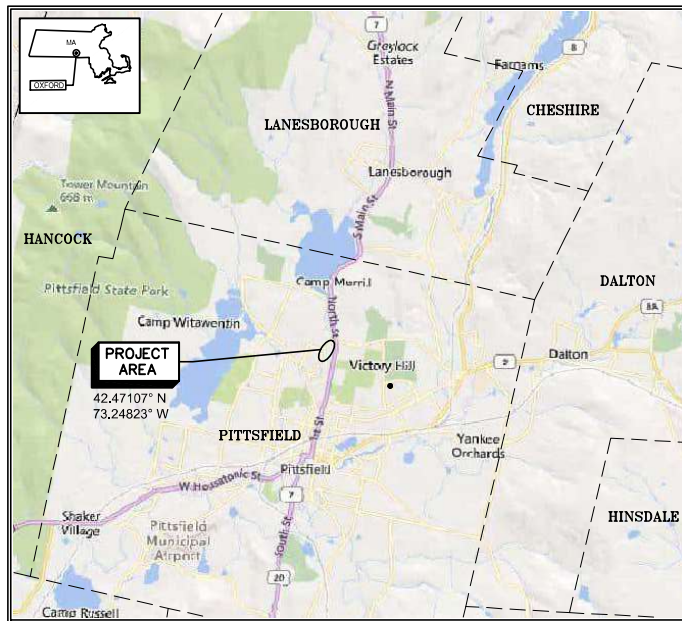 MA
OXFORD
7
Greylock
Estates
8
Farnams
N Main St
LANESBOROUGH
CHESHIRE
Lanesborough
Tower Mountain
668 m
S Main St
HANCOCK
DALTON
Pittsfield State Park
Camp Merrill
8A
Camp Witawentin
North St
PROJECT
AREA
9
Dalton
Victory Hill
42.47107° N
73.24823° W
1st St
PITTSFIELD
Yankee
Orchards
Pittsfield
W Housatonic St
7
HINSDALE
Shaker
Village
Pittsfield
Municipal
Airport
South St
20
Camp Russell